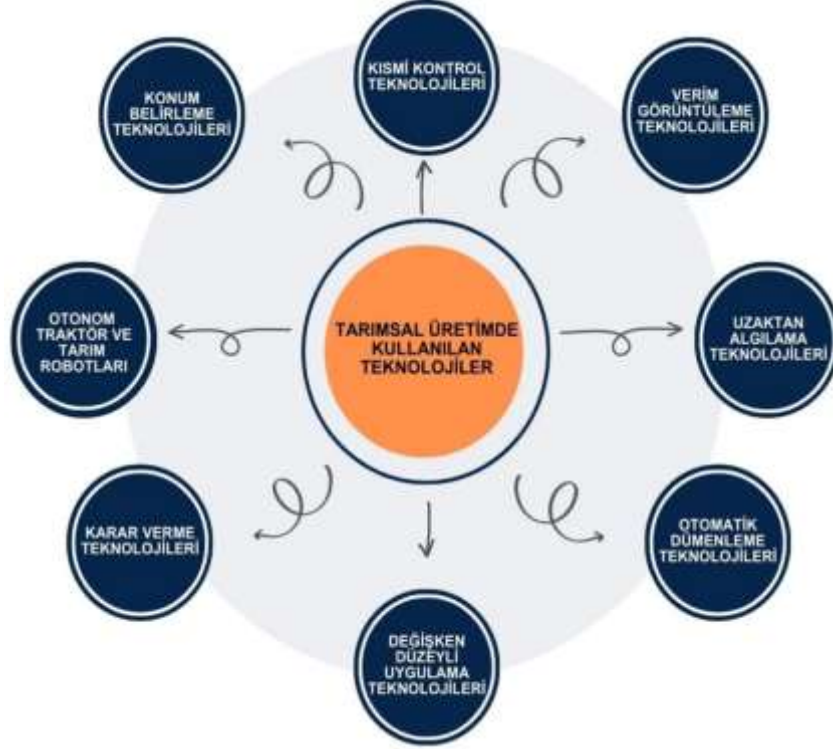 KISMİ KONTROL
TEKNOLOJİLERİ
KONUM
BELİRLEME
TEKNOLOJİLERİ
VERİM
GÖRÜNTÜLEME
TEKNOLOJİLERİ
OTONOM
TRAKTÖR VE
TARIM
ROBOTLARI
TARIMSAL ÜRETİMDE
KULLANILAN
TEKNOLOJİLER
UZAKTAN
ALGILAMA
TEKNOLOJİLERİ
KARAR VERME
TEKNOLOJİLERİ
OTOMATİK
DÜMENLEME
TEKNOLOJİLERİ
DEĞİŞKEN
DÜZEYLİ
UYGULAMA
TEKNOLOJİLERİ